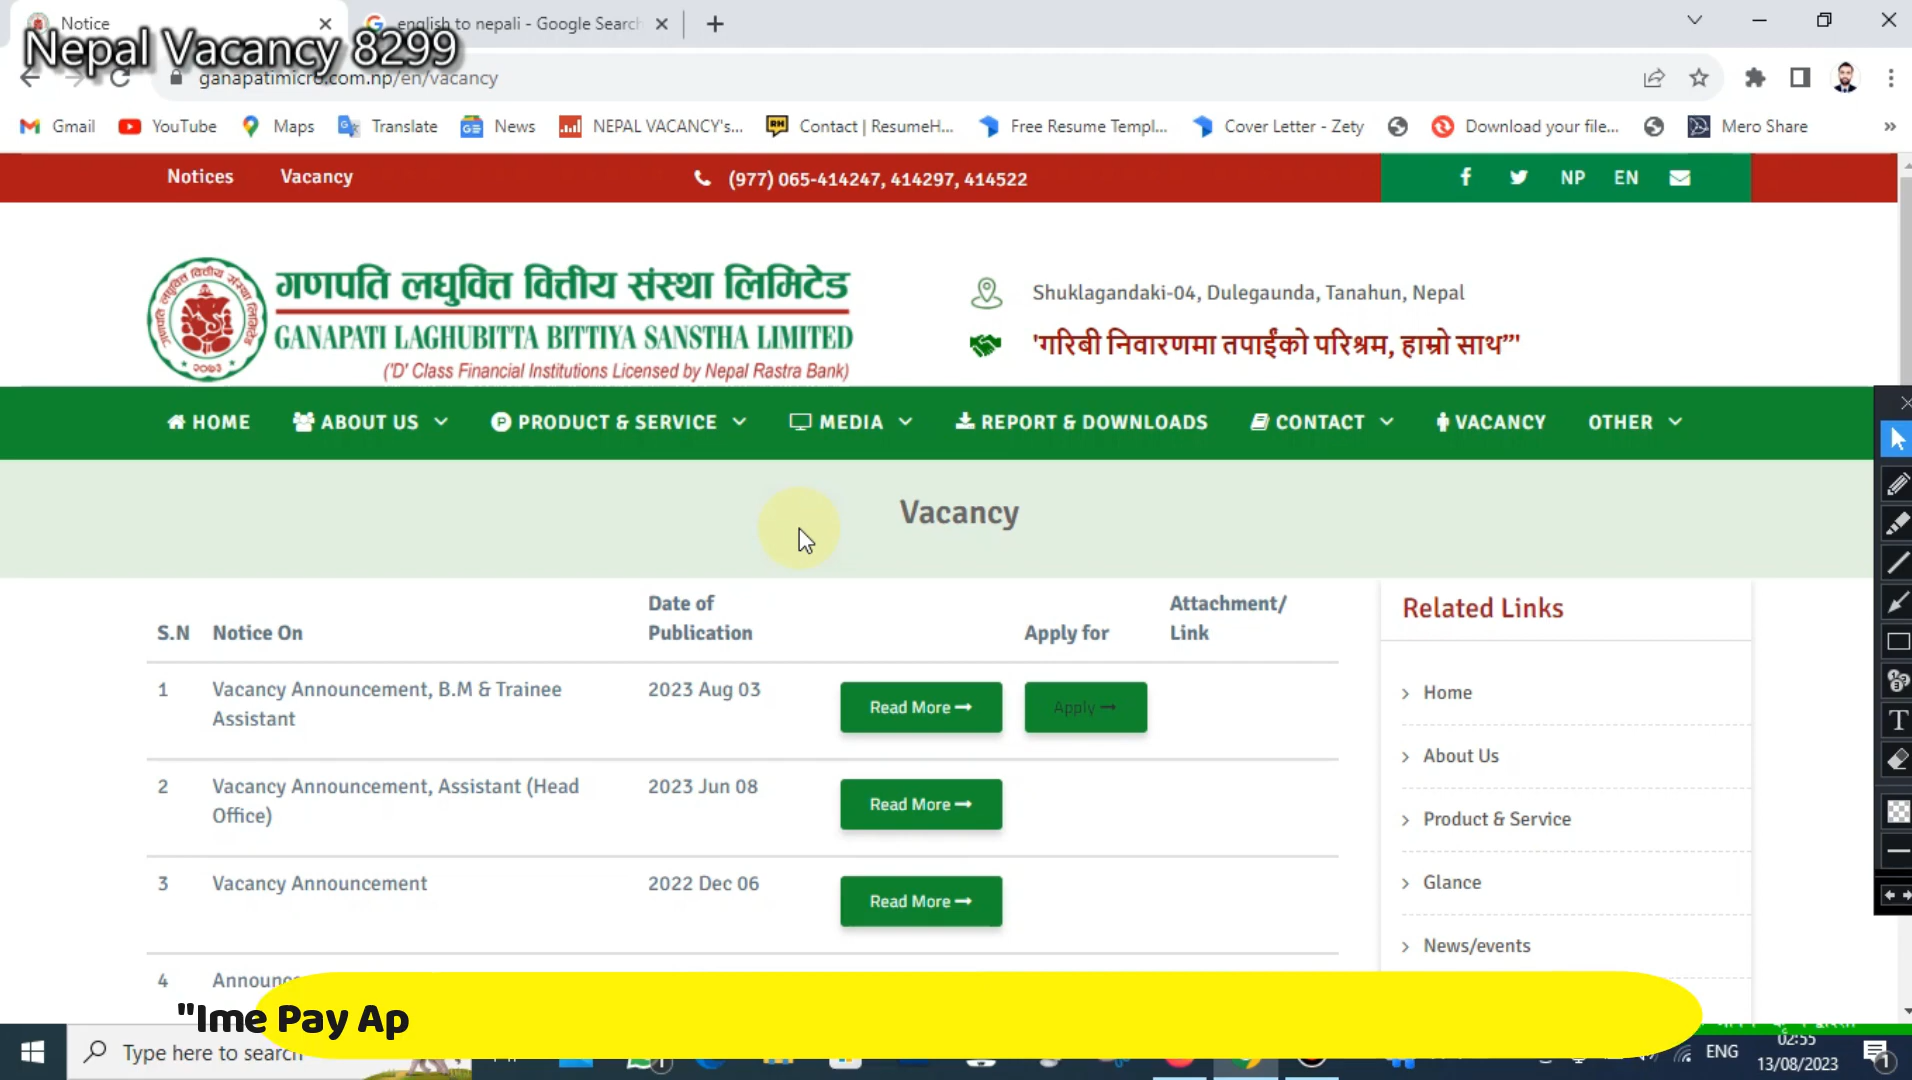 Notice
english to nepali - Google Search
Nepal Vacancy 8299
ganapatimicro.com.np/en/vacancy
Gmail
YouTube
Maps
Translate
News
NEPAL VACANCY's...
Contact | ResumeH...
Free Resume Templ...
Cover Letter - Zety
Download your file...
Mero Share
Notices
Vacancy
(977) 065-414247, 414297, 414522
NP
EN
गणपति लघुवित्त वित्तीय संस्था लिमिटेड
GANAPATI LAGHUBITTA BITTIYA SANSTHA LIMITED
('D' Class Financial Institutions Licensed by Nepal Rastra Bank)
Shuklagandaki-04, Dulegaunda, Tanahun, Nepal
'गरिबी निवारणमा तपाईंको परिश्रम, हाम्रो साथ"'
HOME
ABOUT US
PRODUCT & SERVICE
MEDIA
REPORT & DOWNLOADS
CONTACT
VACANCY
OTHER
Vacancy
S.N
Notice On
Date of
Publication
Apply for
Attachment/
Link
1
Vacancy Announcement, B.M & Trainee
Assistant
2023 Aug 03
Read More
Apply
2
Vacancy Announcement, Assistant (Head
Office)
2023 Jun 08
Read More
3
Vacancy Announcement
2022 Dec 06
Read More
4
Related Links
Home
About Us
Product & Service
Glance
News/events
"Ime Pay Ap
Type here to search
ENG
02:55
13/08/2023